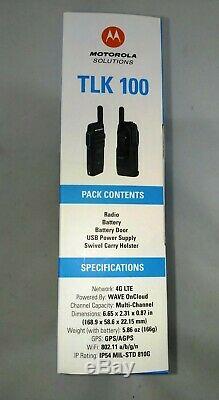 MOTOROLA
SOLUTIONS
TLK 100
PACK CONTENTS
Radio
Battery
Battery Door
USB Power Supply
Swivel Carry Holster
SPECIFICATIONS
Network: 4G LTE
Powered By: WAVE OnCloud
Channel Capacity: Multi-Channel
Dimensions: 6.65 x 2.31 x 0.87 in
(168.9 x 58.6 x 22.15 mm)
Weight (with battery): 5.86 oz (166g)
GPS: GPS/AGPS
WiFi: 802.11 a/b/g/n
IP Rating: IP54 MIL-STD 810G